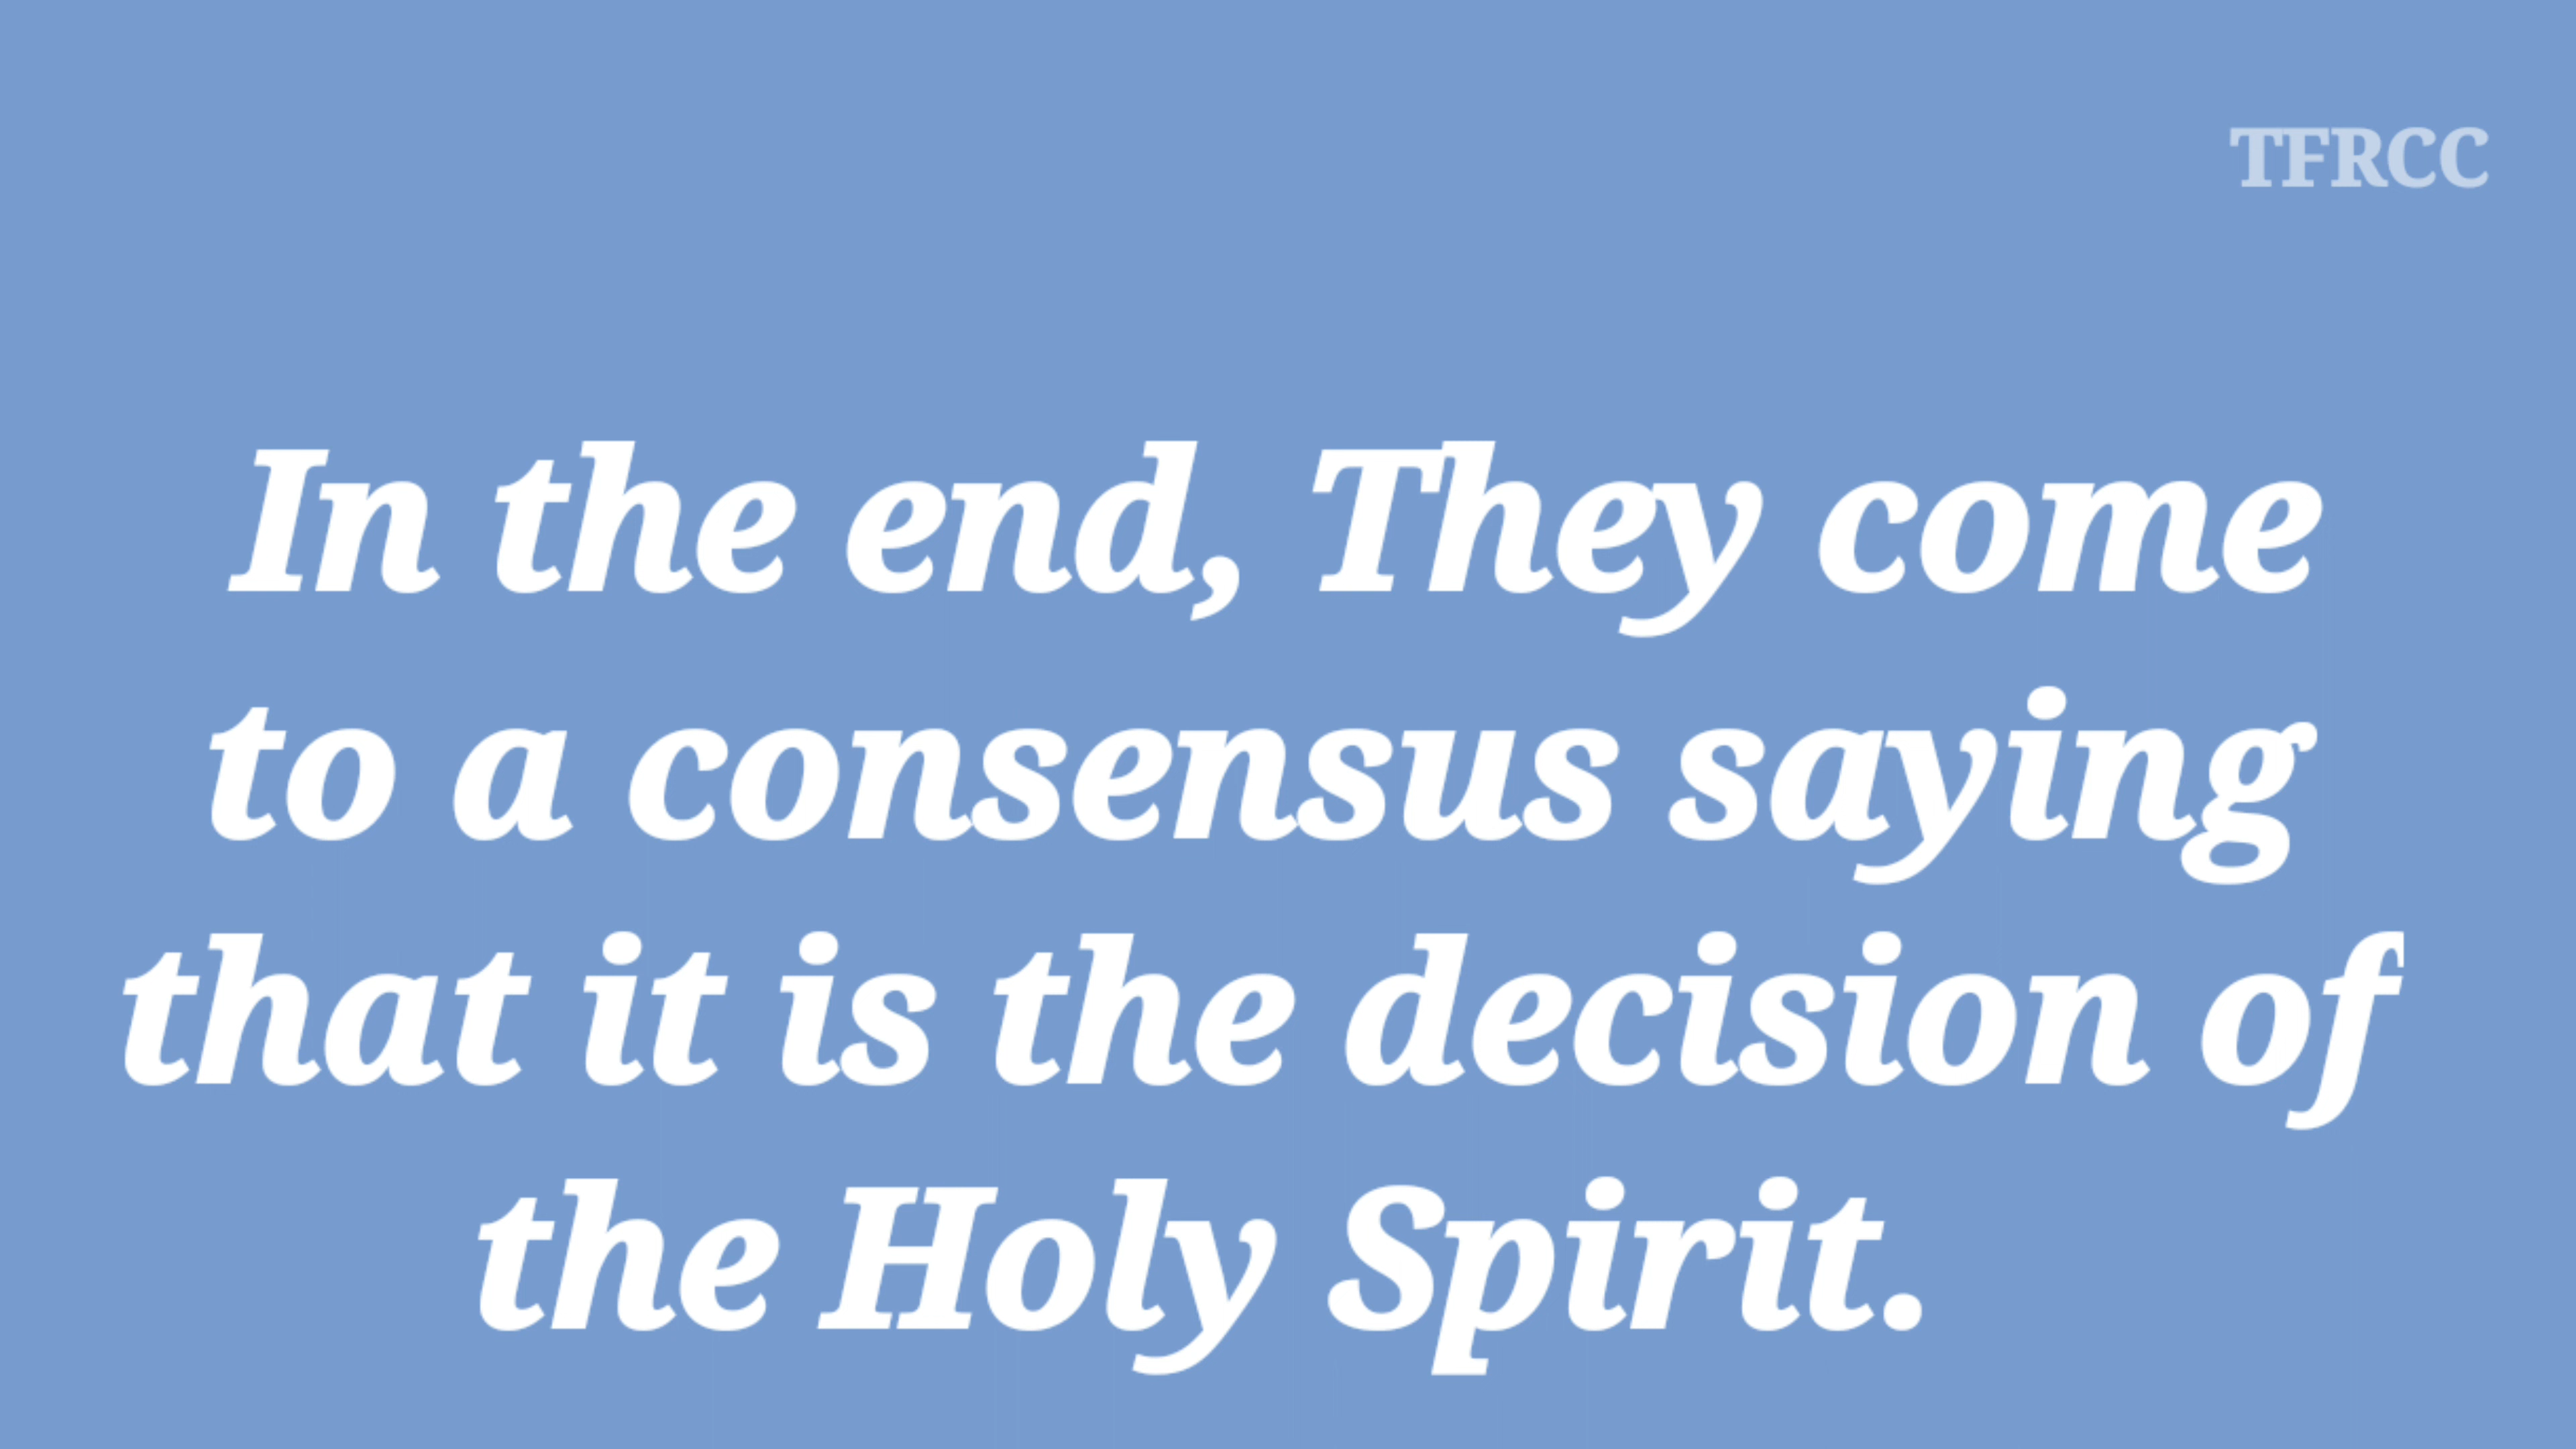 TFRCC
In the end, They come
to a consensus saying
that it is the decision of
the Holy Spirit.